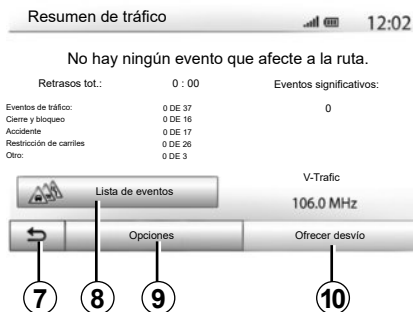 Resumen de tráfico 12:02
No hay ningún evento que afecte a la ruta.
Retrasos tot.: 0 : 00 Eventos significativos:
Eventos de tráfico: 0 DE 37 0
Cierre y bloqueo 0 DE 16
Accidente 0 DE 17
Restricción de carriles 0 DE 26
Otro: 0 DE 3
Lista de eventos V-Trafic
106.0 MHz
Opciones Ofrecer desvío
7 8 9 10